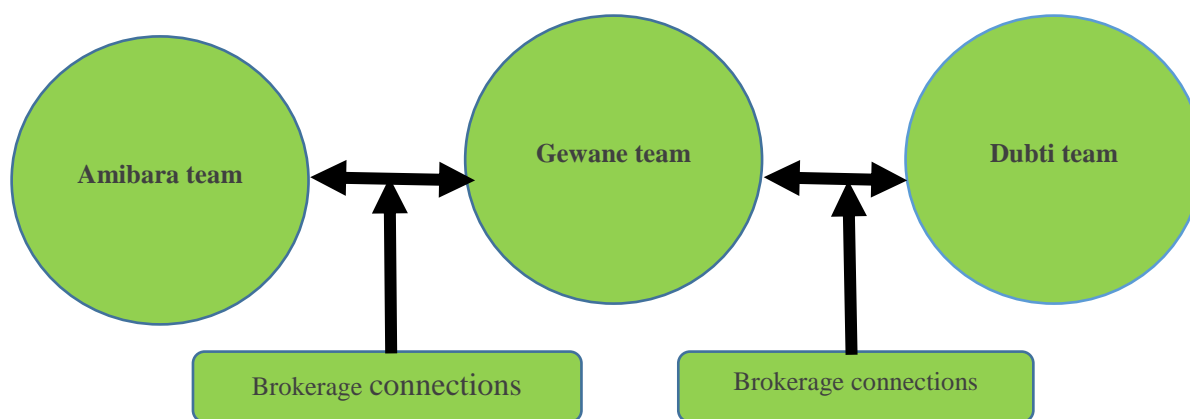 Amibara team
Gewane team
Dubti team
Brokerage connections
Brokerage connections